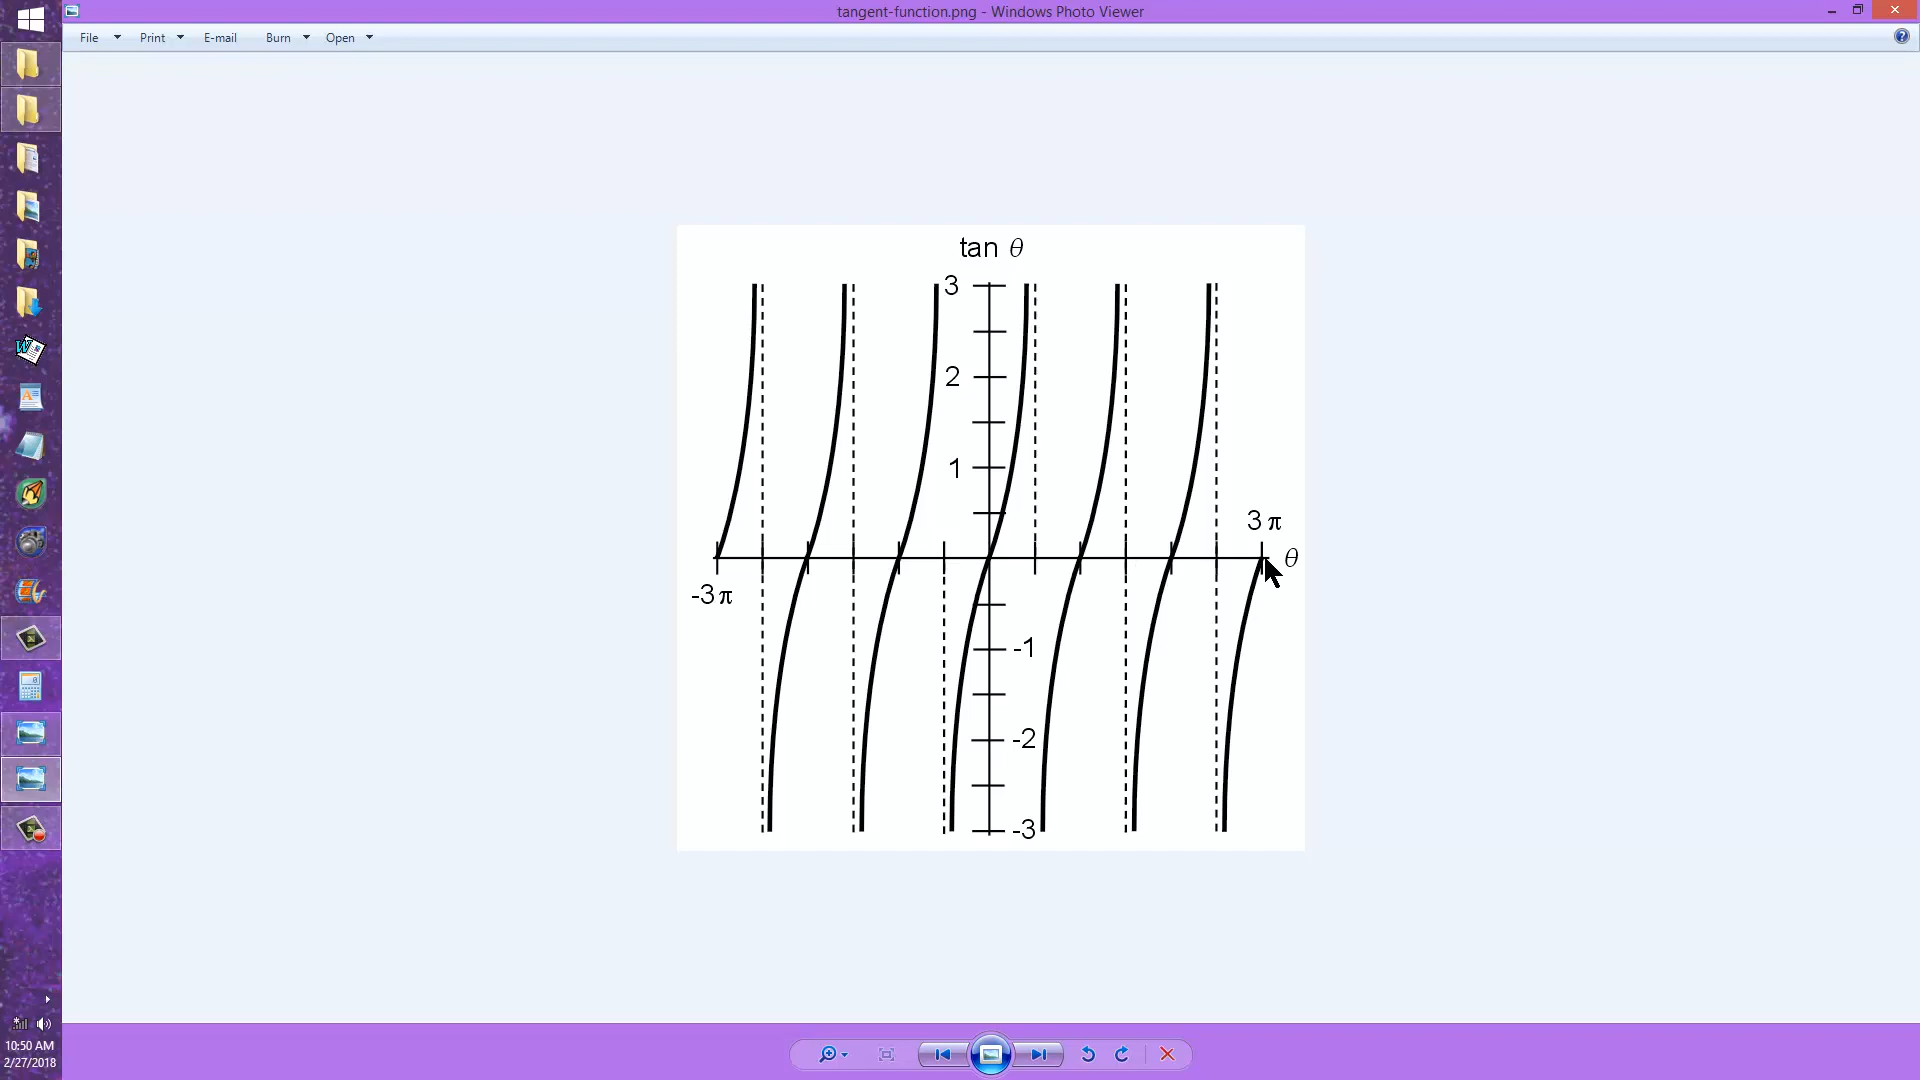 tangent-function.png - Windows Photo Viewer
File Print E-mail Burn Open
tan θ
3
2
1
3 π
θ
-3 π
-1
-2
-3
10:50 AM
2/27/2018